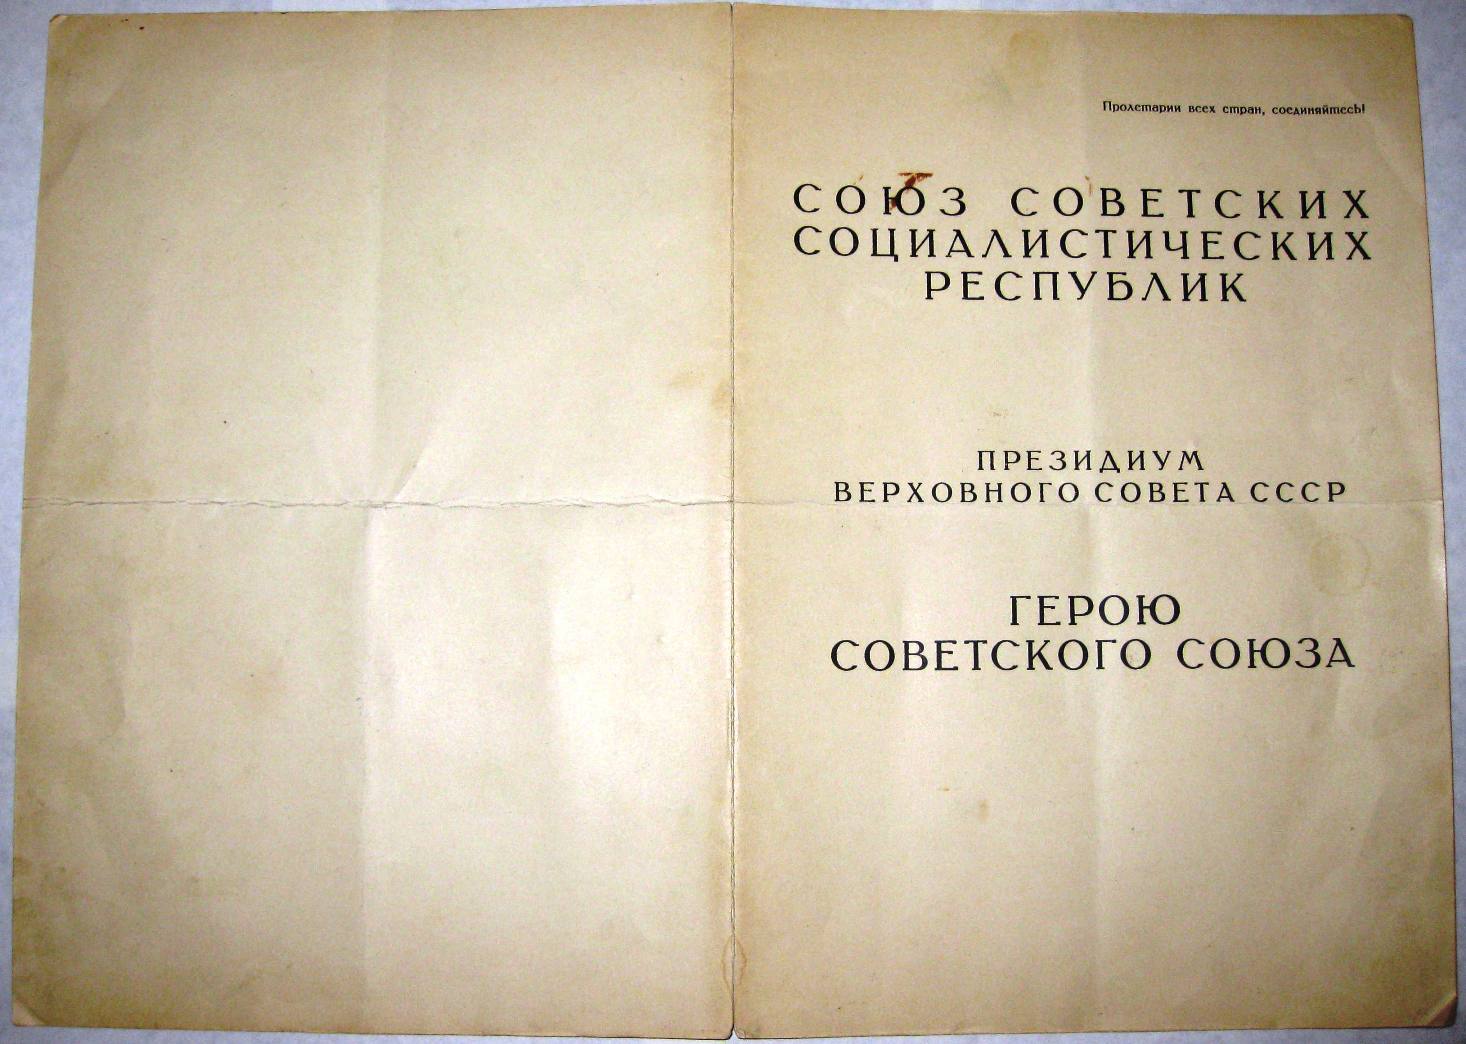 Пролетарии всех стран, соединяйтесь!
СОЮЗ СОВЕТСКИХ
СОЦИАЛИСТИЧЕСКИХ
РЕСПУБЛИК
ПРЕЗИДИУМ
ВЕРХОВНОГО СОВЕТА СССР
ГЕРОЮ
СОВЕТСКОГО СОЮЗА